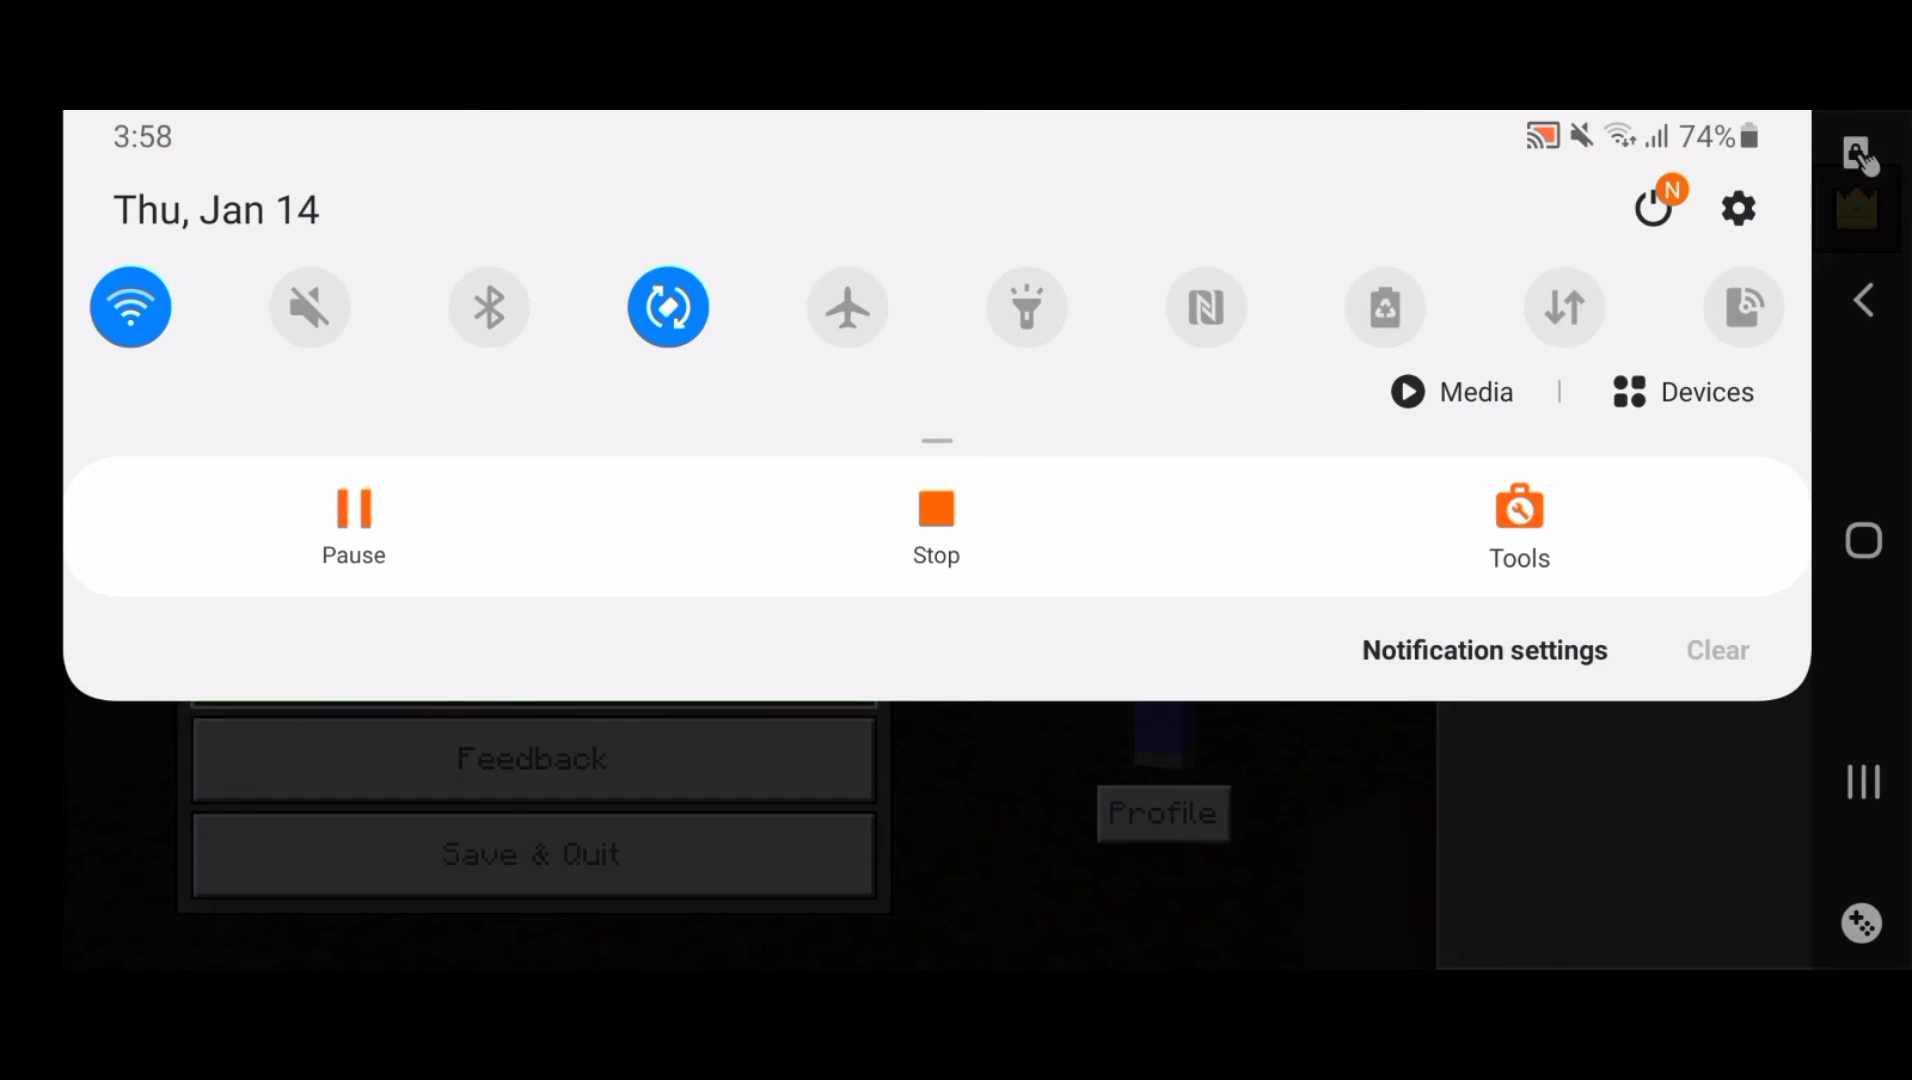 3:58
74%
Thu, Jan 14
N
Media | Devices
Pause
Stop
Tools
Notification settings
Clear
Feedback
Profile
Save & Quit